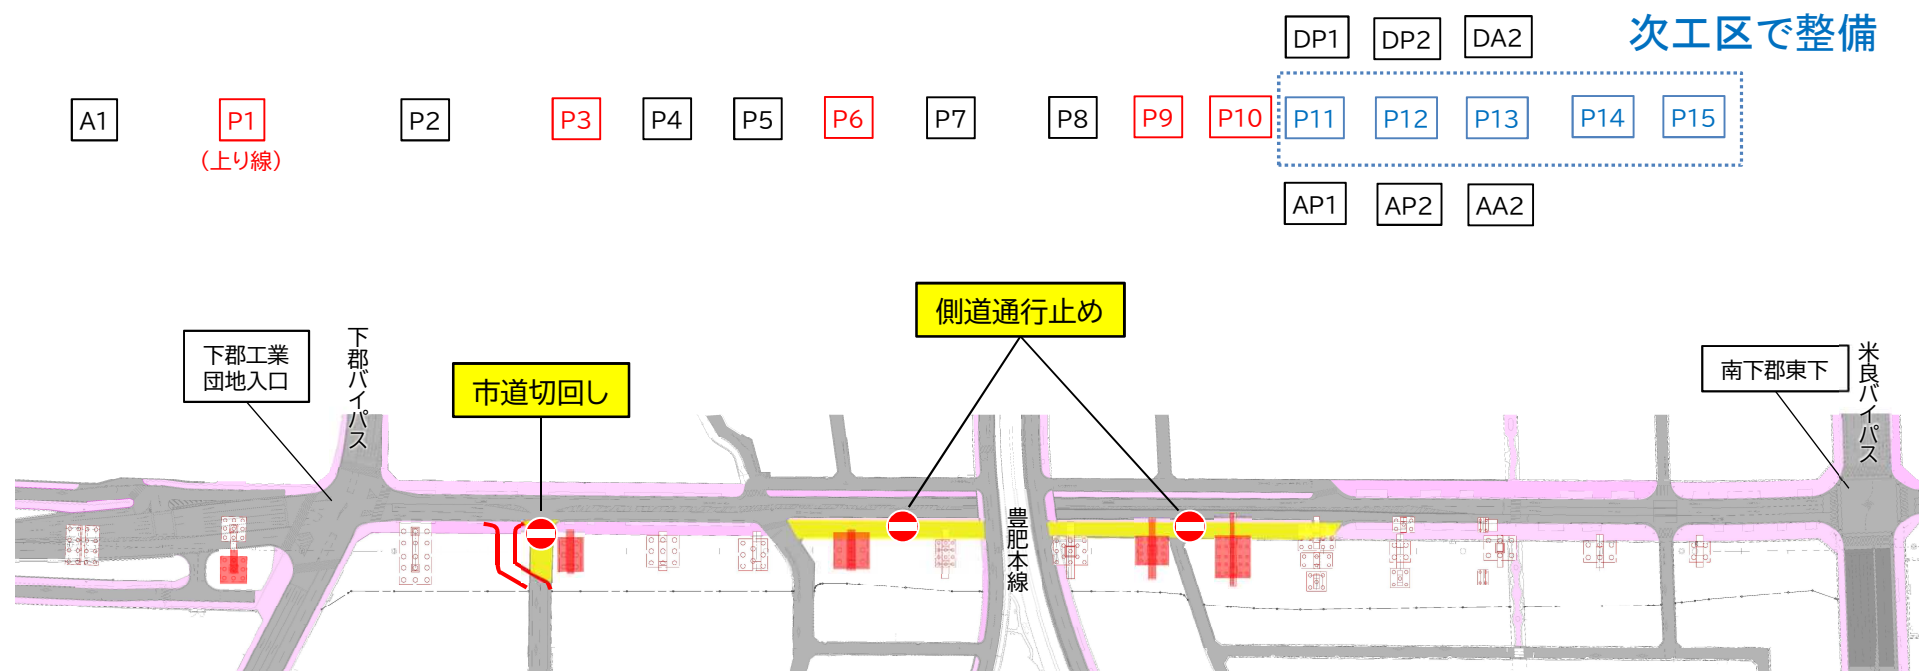 DP1
DP2
DA2
次工区で整備
A1
P1
(上り線)
P2
P3
P4
P5
P6
P7
P8
P9
P10
P11
P12
P13
P14
P15
AP1
AP2
AA2
側道通行止め
下郡工業
団地入口
下郡バイパス
市道切回し
南下郡東下
米良バイパス
豊肥本線